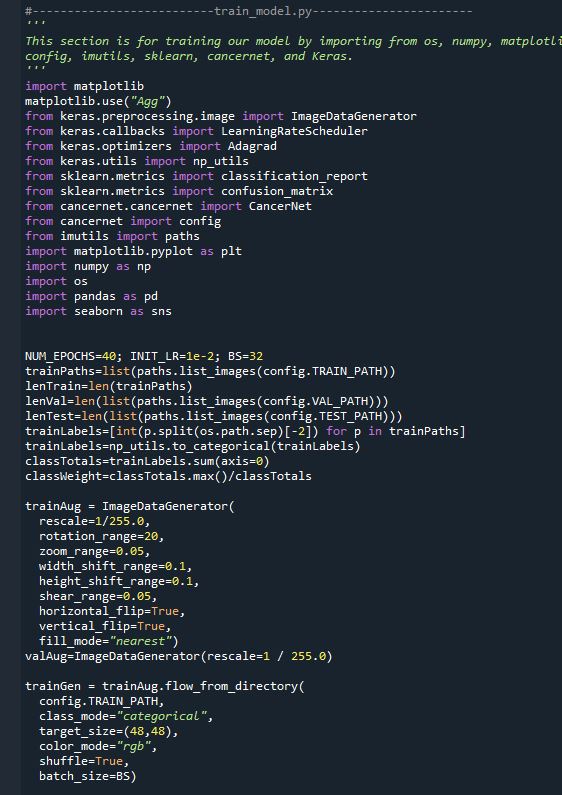 #---------------------------train_model.py------------------------
'''
This section is for training our model by importing from os, numpy,
config, imutils, sklearn, cancernet, and Keras.
'''
import matplotlib
matplotlib.use("Agg")
from keras.preprocessing.image import ImageDataGenerator
from keras.callbacks import LearningRateScheduler
from keras.optimizers import Adagrad
from keras.utils import np_utils
from sklearn.metrics import classification_report
from sklearn.metrics import confusion_matrix
from cancernet.cancernet import CancerNet
from cancernet import config
from imutils import paths
import matplotlib.pyplot as plt
import numpy as np
import os
import pandas as pd
import seaborn as sns
NUM_EPOCHS=40; INIT_LR=1e-2; BS=32
trainPaths=list(paths.list_images(config.TRAIN_PATH))
lenTrain=len(trainPaths)
lenVal=len(list(paths.list_images(config.VAL_PATH)))
lenTest=len(list(paths.list_images(config.TEST_PATH)))
trainLabels=[int(p.split(os.path.sep)[-2]) for p in trainPaths]
trainLabels=np_utils.to_categorical(trainLabels)
classTotals=trainLabels.sum(axis=0)
classWeight=classTotals.max()/classTotals
trainAug = ImageDataGenerator(
  rescale=1/255.0,
  rotation_range=20,
  zoom_range=0.05,
  width_shift_range=0.1,
  height_shift_range=0.1,
  shear_range=0.05,
  horizontal_flip=True,
  vertical_flip=True,
  fill_mode="nearest")
valAug=ImageDataGenerator(rescale=1 / 255.0)
trainGen = trainAug.flow_from_directory(
  config.TRAIN_PATH,
  class_mode="categorical",
  target_size=(48,48),
  color_mode="rgb",
  shuffle=True,
  batch_size=BS)